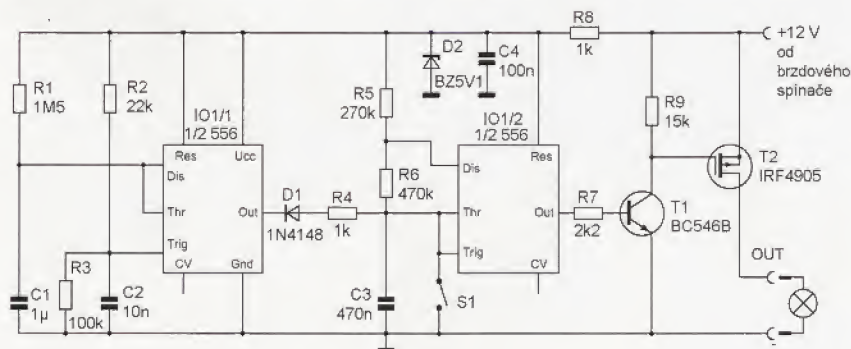 R1
1M5
R2
22k
IO1/1
1/2 556
Res
Ucc
Dis
Thr
Out
Trig
CV
Gnd
R3
100k
C1
1µ
C2
10n
D1
1N4148
R4
1k
R5
270k
R6
470k
C3
470n
S1
D2
BZ5V1
C4
100n
IO1/2
1/2 556
Res
Dis
Thr
Out
Trig
CV
R7
2k2
R8
1k
R9
15k
T1
BC546B
T2
IRF4905
+12 V
od
brzdového
spinače
OUT